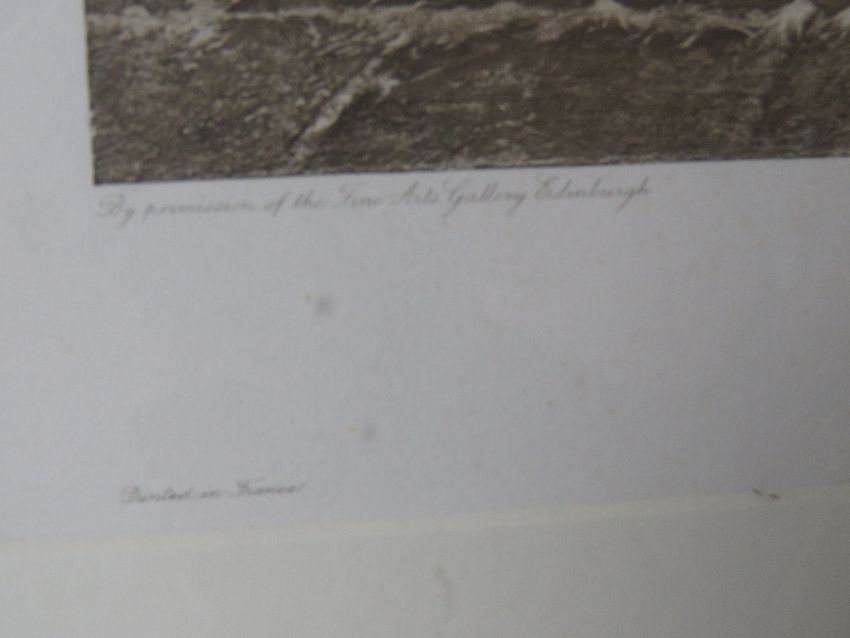 By permission of the Fine Arts Gallery Edinburgh
Printed in France